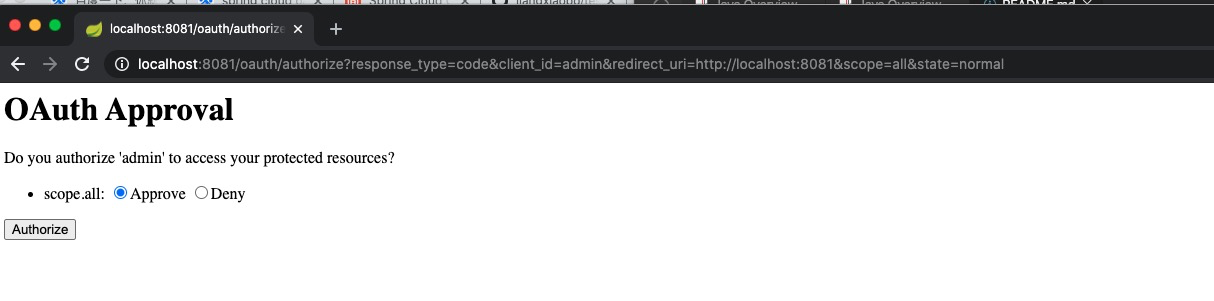 localhost:8081/oauth/authorize
localhost:8081/oauth/authorize?response_type=code&client_id=admin&redirect_uri=http://localhost:8081&scope=all&state=normal
OAuth Approval
Do you authorize 'admin' to access your protected resources?
• scope.all: Approve Deny
Authorize